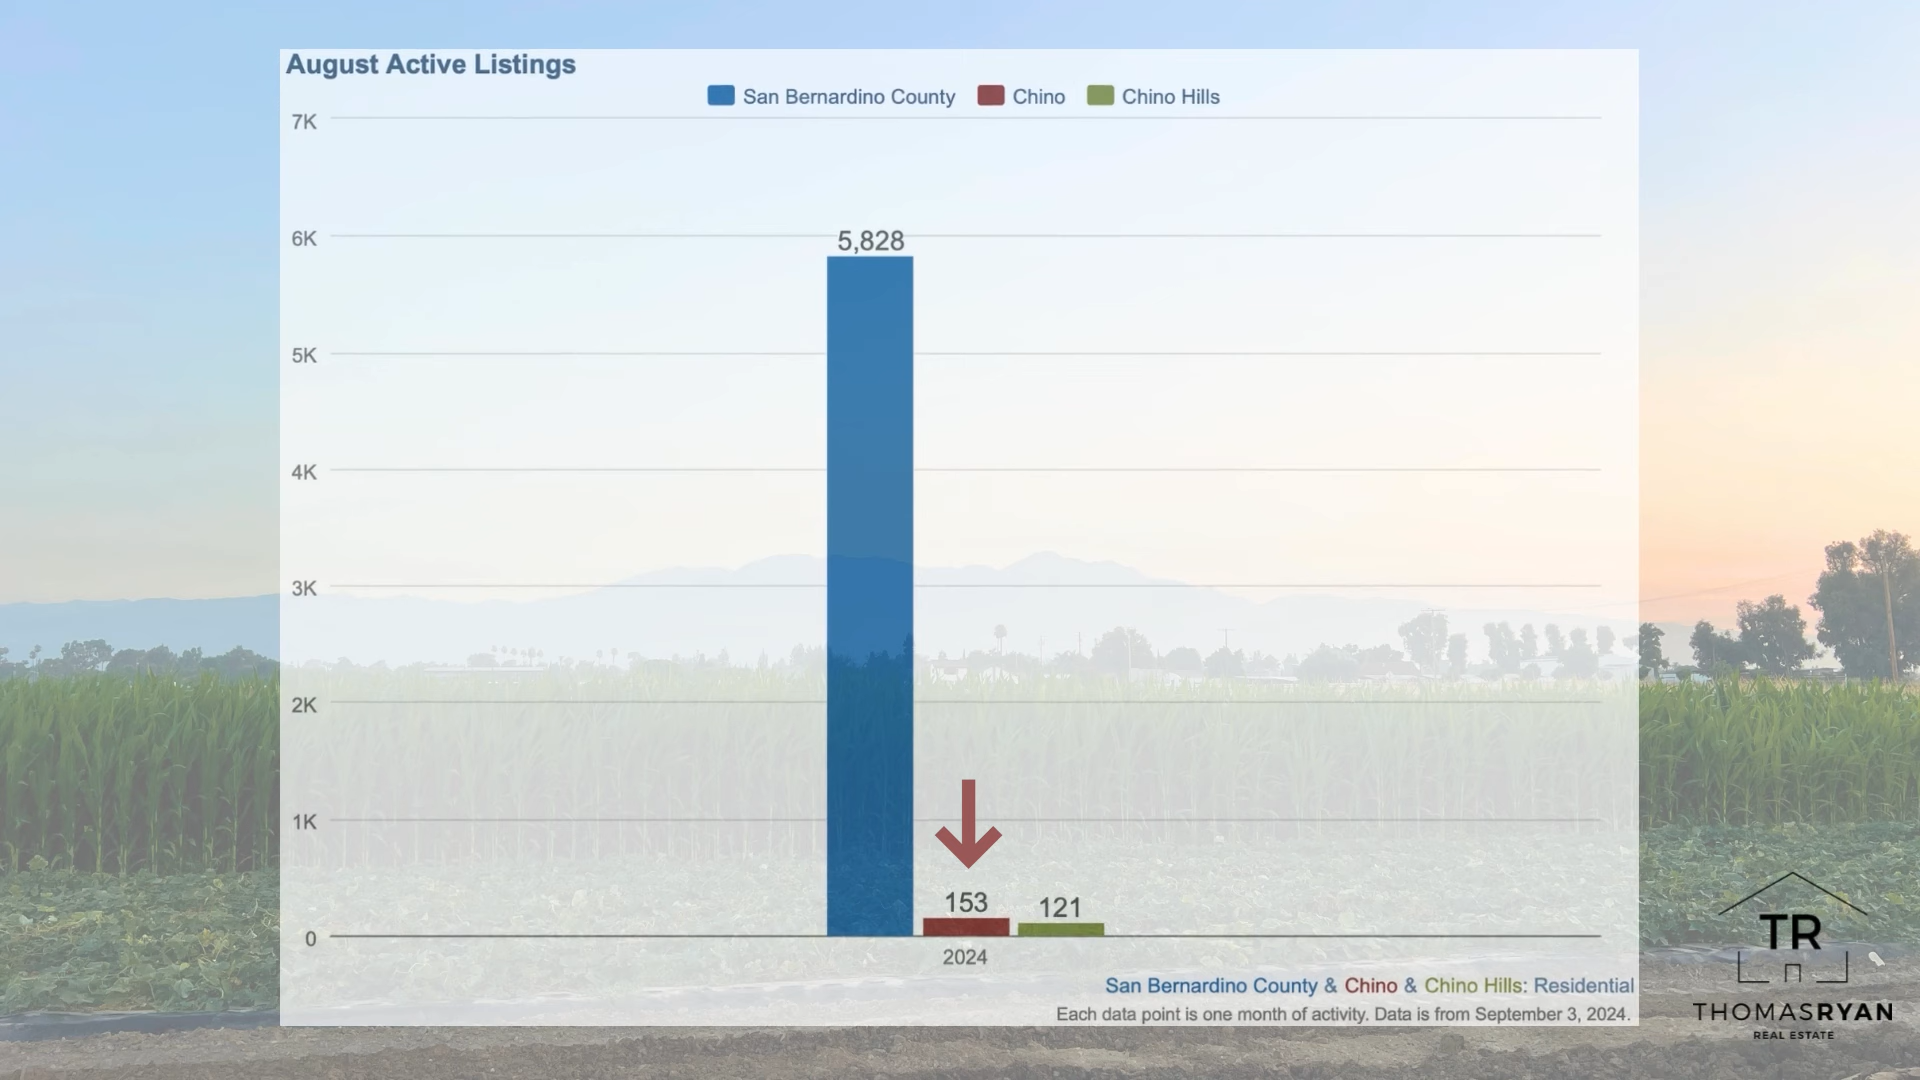 August Active Listings
San Bernardino County Chino Chino Hills
7K
6K
5,828
5K
4K
3K
2K
1K
153
121
0
2024
San Bernardino County & Chino & Chino Hills: Residential
Each data point is one month of activity. Data is from September 3, 2024.
TR
THOMASRYAN
REAL ESTATE